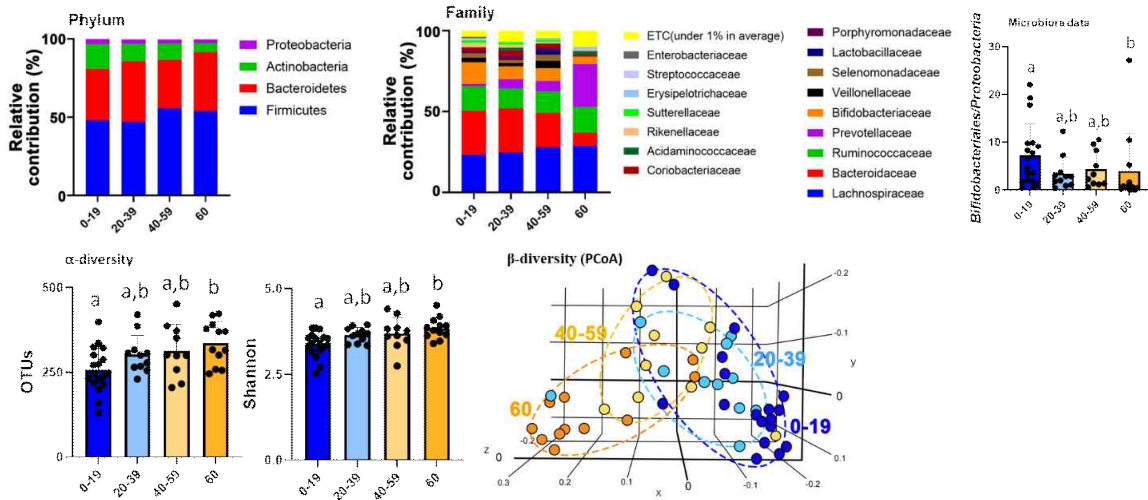 Phylum
Relative contribution (%)
100
50
0
0-19
20-39
40-59
60
Proteobacteria
Actinobacteria
Bacteroidetes
Firmicutes
Family
Relative contribution (%)
100
50
0
0-19
20-39
40-59
60
ETC(under 1% in average)
Enterobacteriaceae
Streptococcaceae
Erysipelotrichaceae
Sutterellaceae
Rikenellaceae
Acidaminococcaceae
Coriobacteriaceae
Porphyromonadaceae
Lactobacillaceae
Selenomonadaceae
Veillonellaceae
Bifidobacteriaceae
Prevotellaceae
Ruminococcaceae
Bacteroidaceae
Lachnospiraceae
Microbiora data
Bifidobacteriales/Proteobacteria
30
20
10
0
a
a,b
a,b
b
0-19
20-39
40-59
60
α-diversity
OTUs
500
250
0
a
a,b
a,b
b
0-19
20-39
40-59
60
Shannon
5.0
2.5
0.0
a
a,b
a,b
b
0-19
20-39
40-59
60
β-diversity (PCoA)
40-59
20-39
60
0-19
-0.2
-0.1
y
0
0.1
z
0
-0.2
0.3
0.2
0.1
x
0
-0.1
-0.2